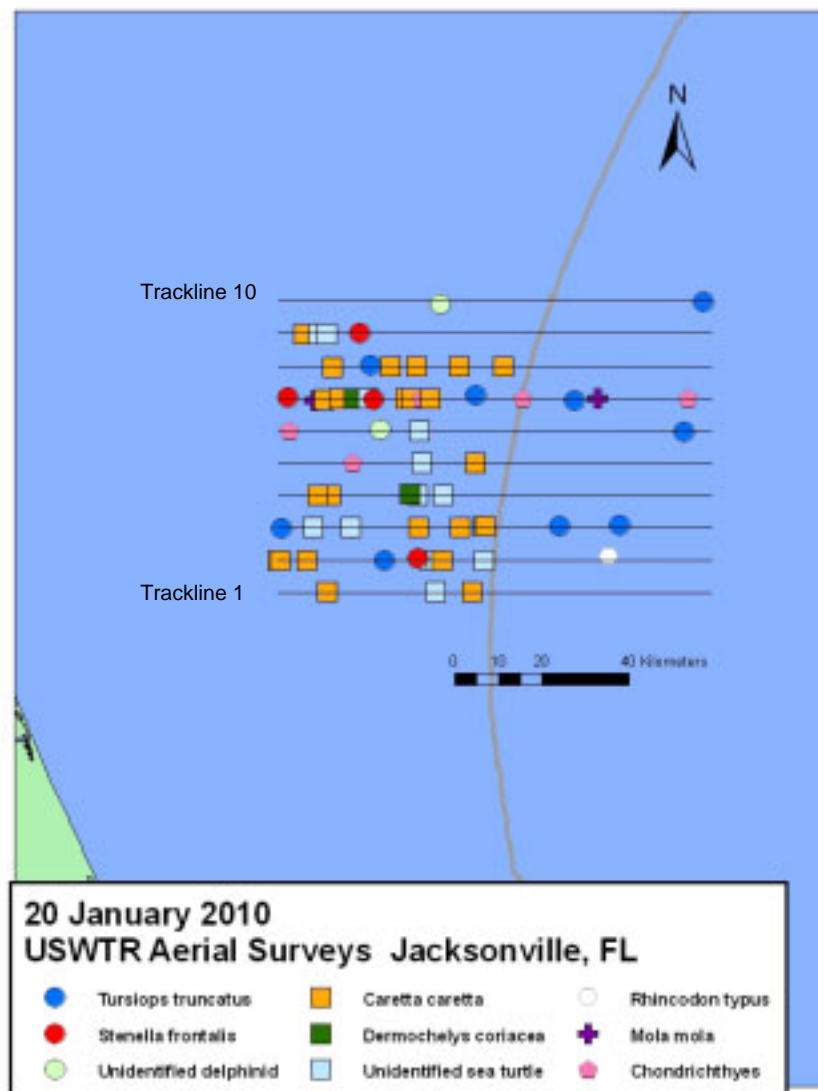 N
Trackline 10
Trackline 1
0 10 20 40 Kilometers
20 January 2010
USWTR Aerial Surveys Jacksonville, FL
Tursiops truncatus Caretta caretta Rhincodon typus
Stenella frontalis Dermochelys coriacea Mola mola
Unidentified delphinid Unidentified sea turtle Chondrichthyes